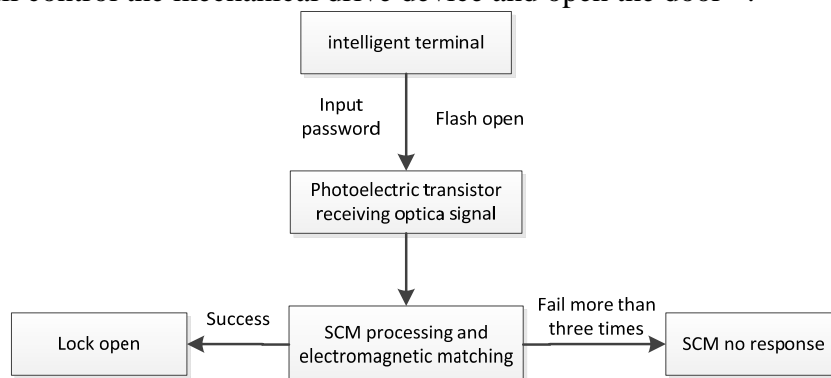 control the mechanical drive device and open the door
intelligent terminal
Input
password
Flash open
Photoelectric transistor
receiving optica signal
Lock open
Success
SCM processing and
electromagnetic matching
Fail more than
three times
SCM no response